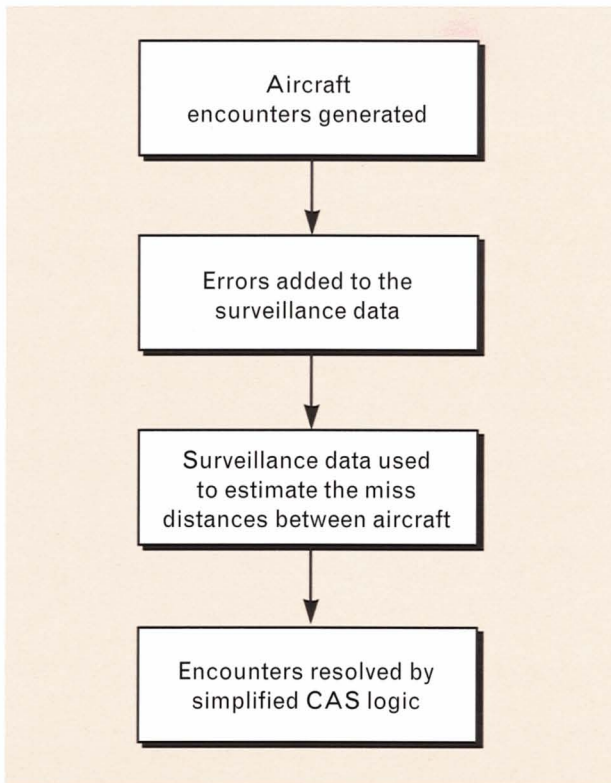 Aircraft
encounters generated
Errors added to the
surveillance data
Surveillance data used
to estimate the miss
distances between aircraft
Encounters resolved by
simplified CAS logic